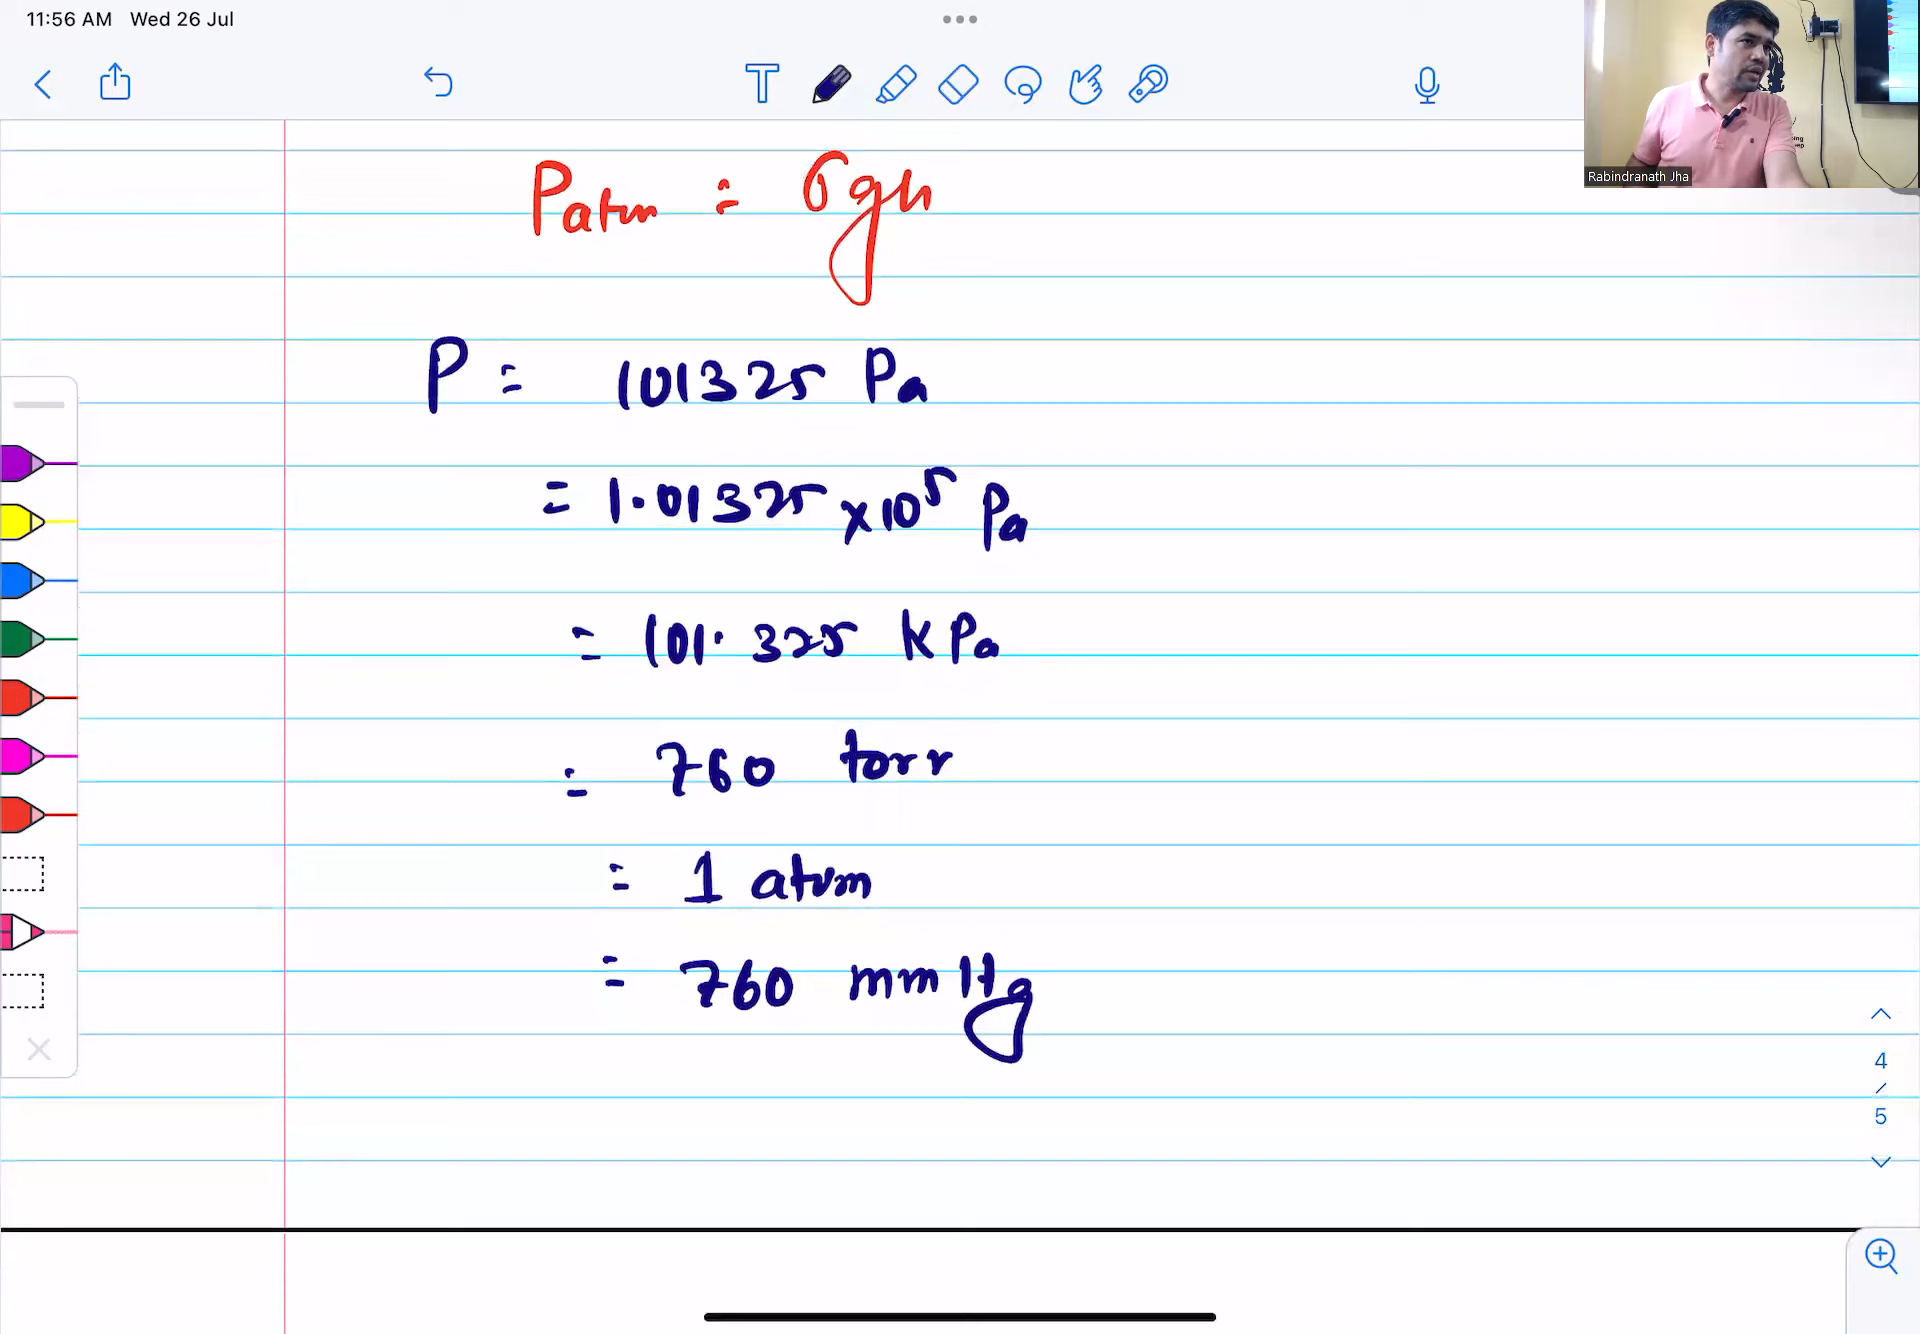 11:56 AM Wed 26 Jul
Rabindranath Jha
Patm = σgh
P = 101325 Pa
= 1.01325 × 10⁵ Pa
= 101.325 kPa
= 760 torr
= 1 atm
= 760 mm Hg
4
/
5